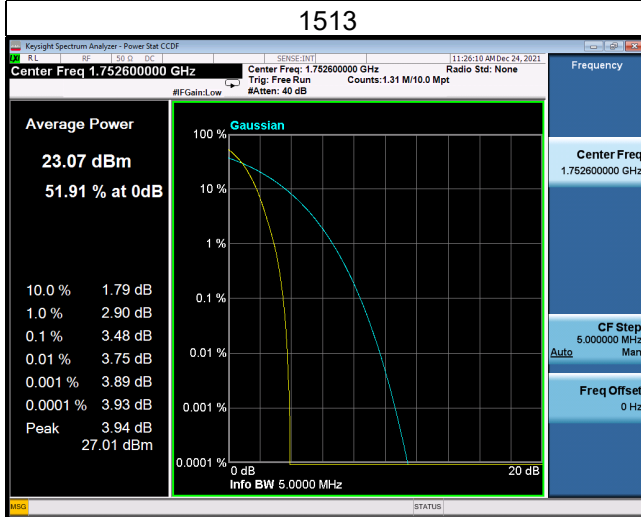 1513
Keysight Spectrum Analyzer - Power Stat CCDF
LXI RL RF 50 Ω DC SENSE:INT 11:26:10 AM Dec 24, 2021
Center Freq 1.752600000 GHz
Center Freq: 1.752600000 GHz Radio Std: None
Trig: Free Run Counts:1.31 M/10.0 Mpt
#IFGain:Low #Atten: 40 dB
Frequency
Average Power
23.07 dBm
51.91 % at 0dB
10.0 % 1.79 dB
1.0 % 2.90 dB
0.1 % 3.48 dB
0.01 % 3.75 dB
0.001 % 3.89 dB
0.0001 % 3.93 dB
Peak 3.94 dB
27.01 dBm
Gaussian
100 %
10 %
1 %
0.1 %
0.01 %
0.001 %
0.0001 %
0 dB 20 dB
Info BW 5.0000 MHz
Center Freq
1.752600000 GHz
CF Step
5.000000 MHz
Auto Man
Freq Offset
0 Hz
MSG STATUS